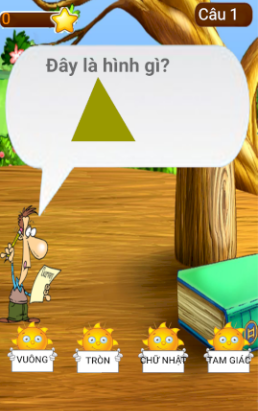 0
Câu 1
Đây là hình gì?
VUÔNG
TRÒN
CHỮ NHẬT
TAM GIÁC